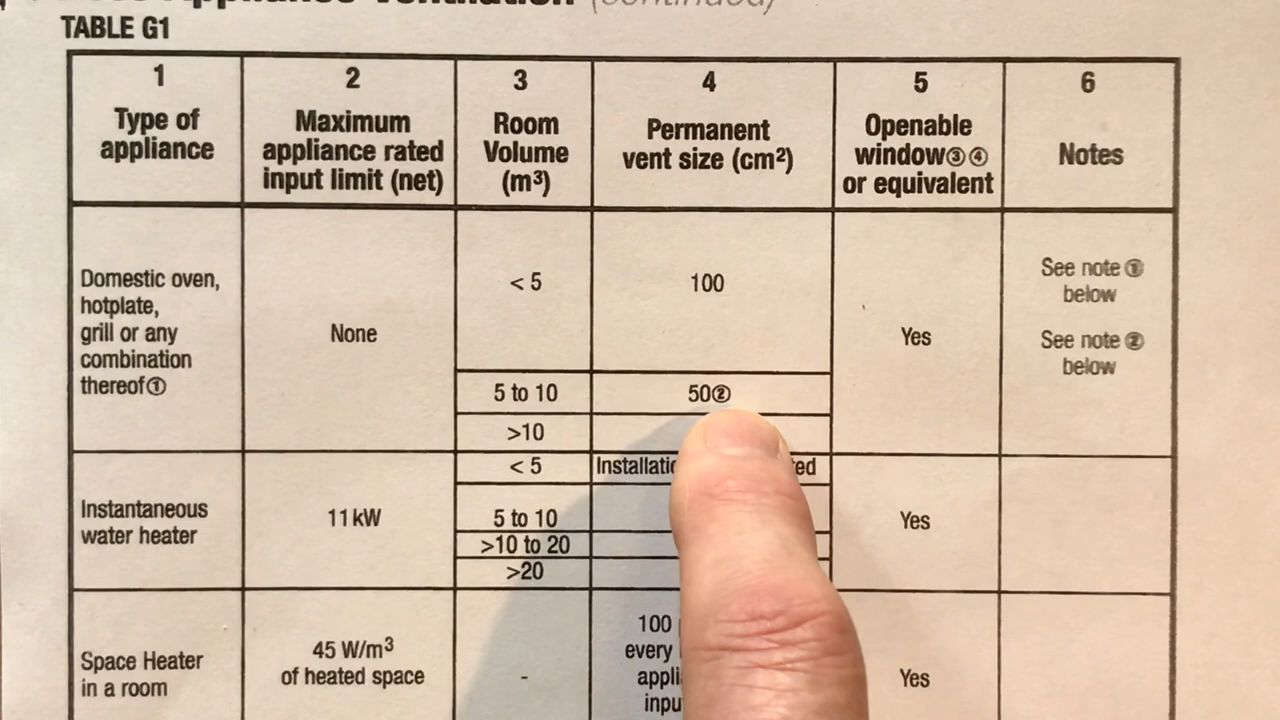 (continued)
TABLE G1
1 2 3 4 5 6
Type of appliance
Maximum appliance rated input limit (net)
Room Volume (m³)
Permanent vent size (cm²)
Openable window③④ or equivalent
Notes
Domestic oven,
hotplate,
grill or any
combination
thereof①
None
< 5
100
5 to 10
50②
>10
Yes
See note ①
below
See note ②
below
Instantaneous
water heater
11 kW
< 5
5 to 10
>10 to 20
>20
Yes
Space Heater
in a room
45 W/m³
of heated space
-
100
every
Yes